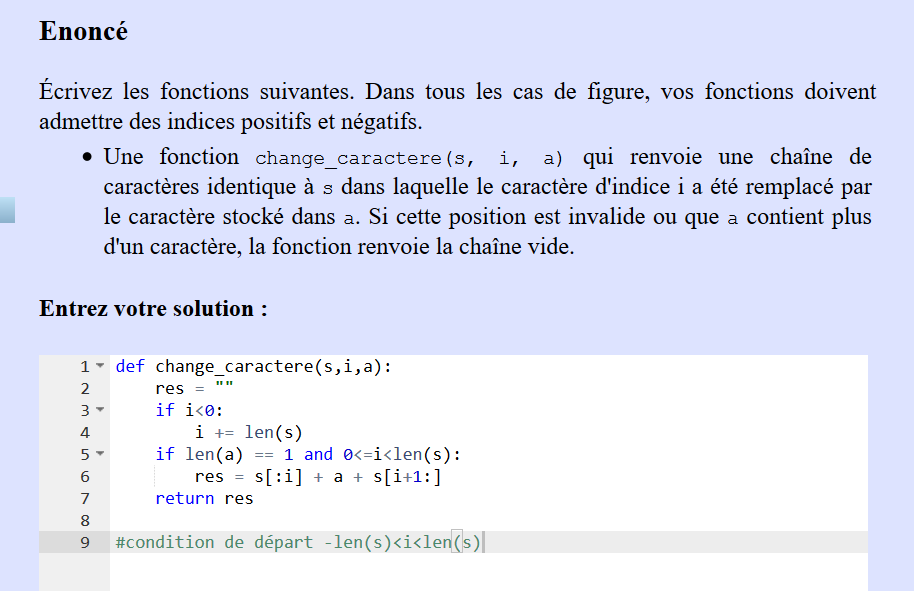 Enoncé
Écrivez les fonctions suivantes. Dans tous les cas de figure, vos fonctions doivent
admettre des indices positifs et négatifs.
• Une fonction change_caractere(s, i, a) qui renvoie une chaîne de
caractères identique à s dans laquelle le caractère d'indice i a été remplacé par
le caractère stocké dans a. Si cette position est invalide ou que a contient plus
d'un caractère, la fonction renvoie la chaîne vide.
Entrez votre solution :
1 def change_caractere(s,i,a):
2     res = ""
3     if i<0:
4         i += len(s)
5     if len(a) == 1 and 0<=i<len(s):
6         res = s[:i] + a + s[i+1:]
7     return res
8
9 #condition de départ -len(s)<i<len(s)